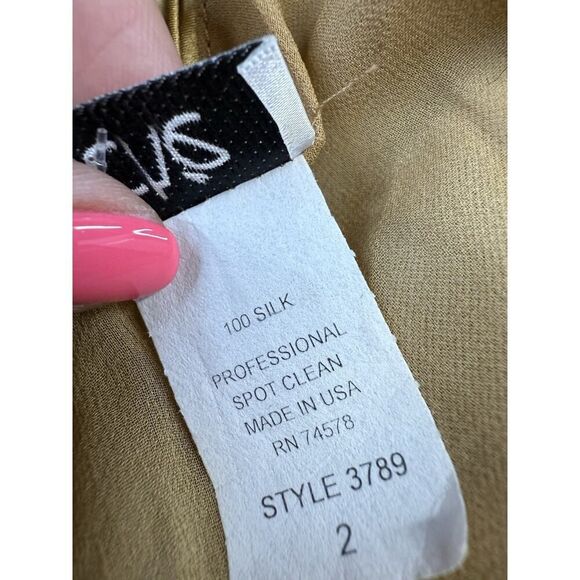 100 SILK
PROFESSIONAL
SPOT CLEAN
MADE IN USA
RN 74578
STYLE 3789
2